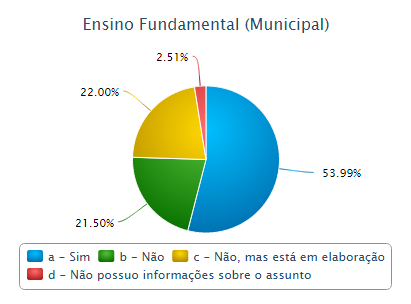 Ensino Fundamental (Municipal)
2.51%
22.00%
53.99%
21.50%
a - Sim b - Não c - Não, mas está em elaboração
d - Não possuo informações sobre o assunto